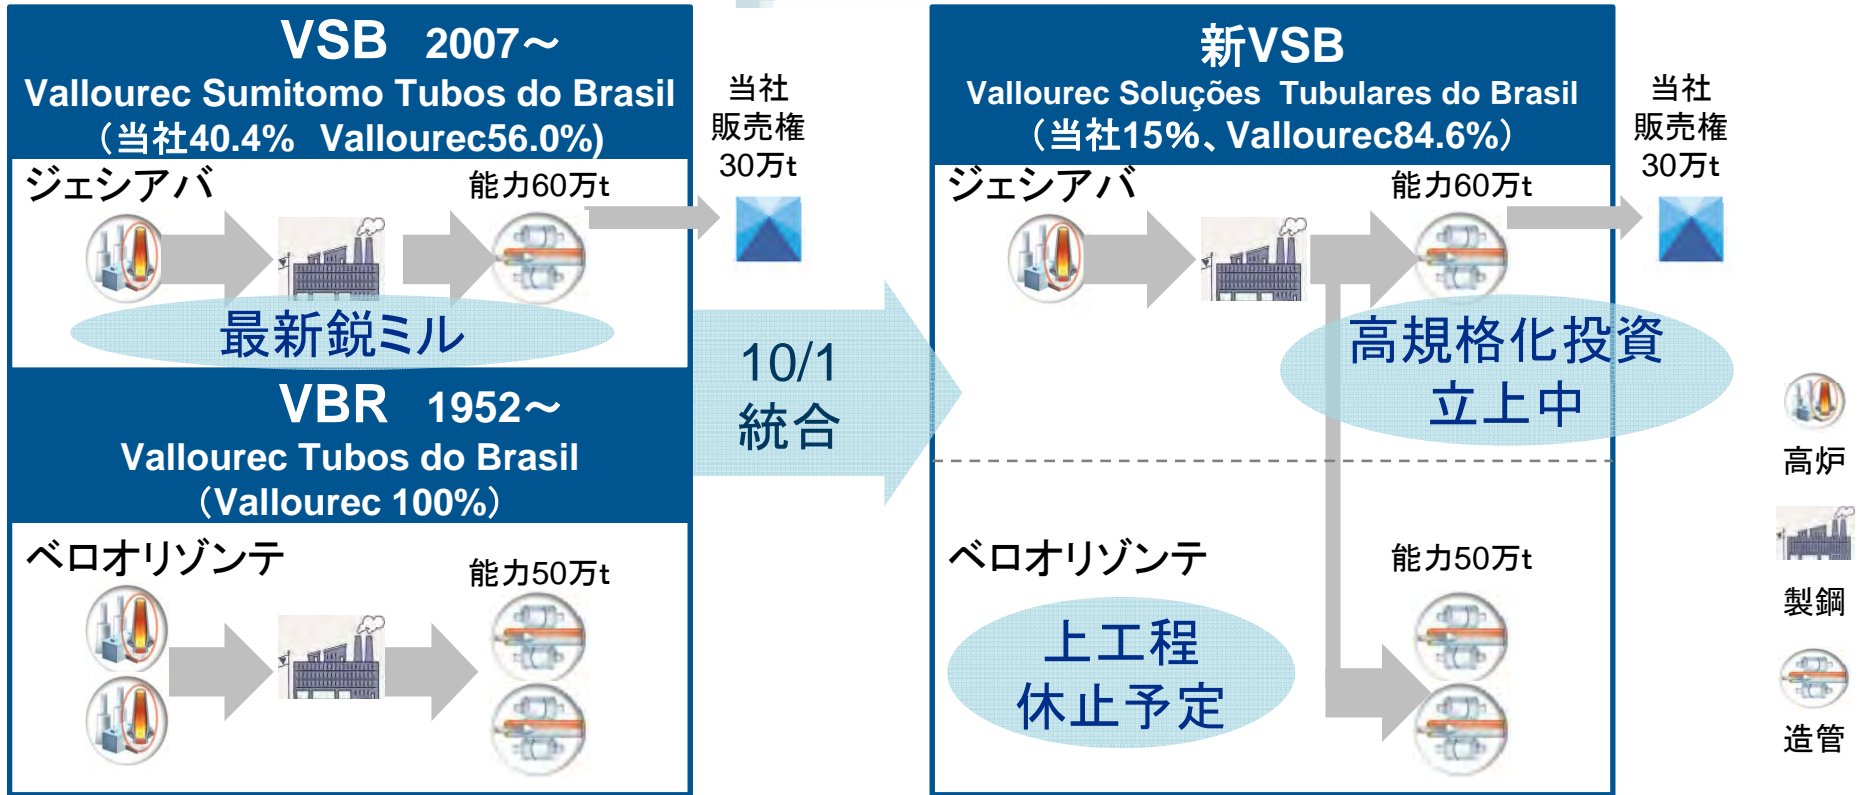 VSB 2007～
Vallourec Sumitomo Tubos do Brasil
（当社40.4% Vallourec56.0%)
ジェシアバ
能力60万t
当社
販売権
30万t
最新鋭ミル
VBR 1952～
Vallourec Tubos do Brasil
（Vallourec 100%）
ベロオリゾンテ
能力50万t
10/1
統合
新VSB
Vallourec Soluções Tubulares do Brasil
（当社15%、Vallourec84.6%）
ジェシアバ
能力60万t
当社
販売権
30万t
高規格化投資
立上中
ベロオリゾンテ
能力50万t
上工程
休止予定
高炉
製鋼
造管